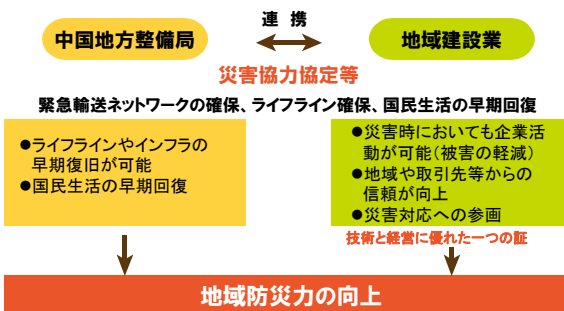 連 携
中国地方整備局
地域建設業
災害協力協定等
緊急輸送ネットワークの確保、ライフライン確保、国民生活の早期回復
●ライフラインやインフラの
早期復旧が可能
●国民生活の早期回復
●災害時においても企業活
動が可能（被害の軽減）
●地域や取引先等からの
信頼が向上
●災害対応への参画
技術と経営に優れた一つの証
地域防災力の向上